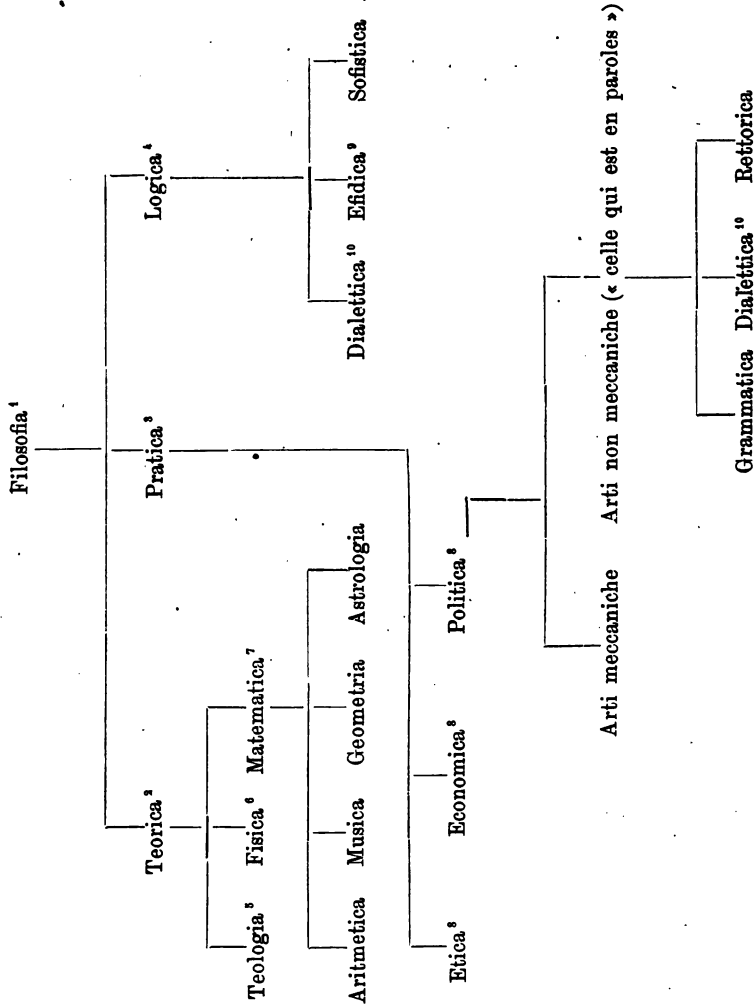 Filosofia¹
Teorica² Pratica³ Logica⁴
Teologia⁵ Fisica⁶ Matematica⁷ Dialettica¹⁰ Efidica⁹ Sofistica
Aritmetica Musica Geometria Astrologia
Etica⁸ Economica⁸ Politica⁸
Arti meccaniche Arti non meccaniche (« celle qui est en paroles »)
Grammatica Dialettica¹⁰ Rettorica